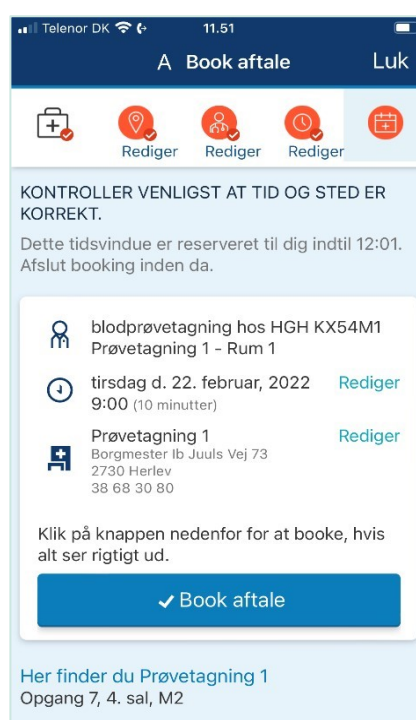 Telenor DK 11.51
A Book aftale Luk
Rediger Rediger Rediger
KONTROLLER VENLIGST AT TID OG STED ER
KORREKT.
Dette tidsvindue er reserveret til dig indtil 12:01.
Afslut booking inden da.
blodprøvetagning hos HGH KX54M1
Prøvetagning 1 - Rum 1
tirsdag d. 22. februar, 2022 Rediger
9:00 (10 minutter)
Prøvetagning 1 Rediger
Borgmester Ib Juuls Vej 73
2730 Herlev
38 68 30 80
Klik på knappen nedenfor for at booke, hvis
alt ser rigtigt ud.
Book aftale
Her finder du Prøvetagning 1
Opgang 7, 4. sal, M2